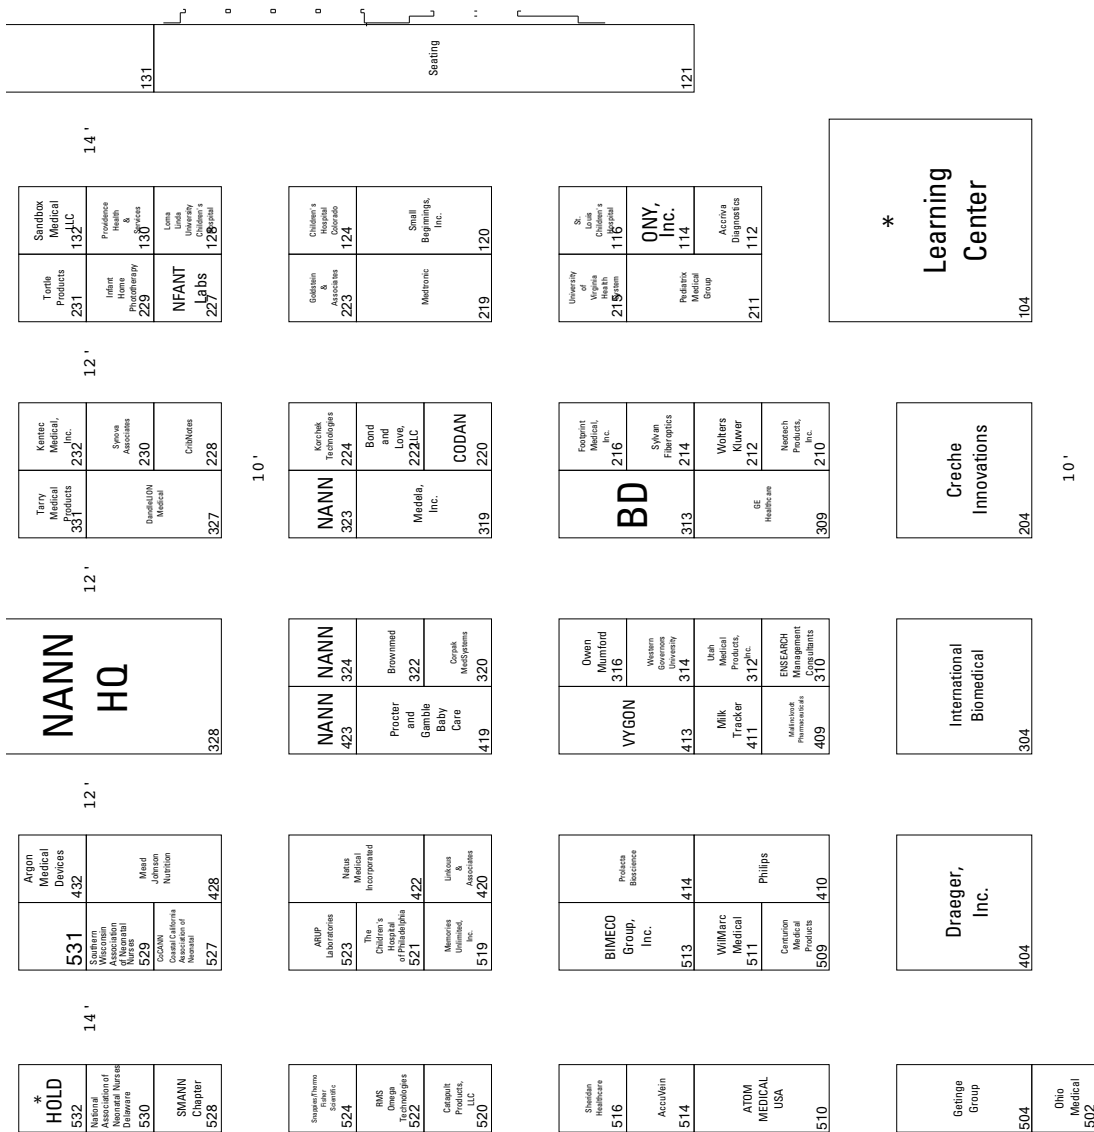 Seating
131
121
14'
Sandbox
Medical
LLC
132
Providence
Health
&
Services
130
Loma
Linda
University
Children's
Hospital
128
Children's
Hospital
Colorado
124
Small
Beginnings,
Inc.
120
St.
Louis
Children's
Hospital
116
ONY,
Inc.
114
Accriva
Diagnostics
112
*
Learning
Center
104
Tortle
Products
231
Infant
Home
Phototherapy
229
NFANT
Labs
227
Goldstein
&
Associates
223
Medtronic
219
University
of
Virginia
Health
System
215
Pediatrix
Medical
Group
211
12'
Kentec
Medical,
Inc.
232
Synova
Associates
230
CribNotes
228
10'
Korchek
Technologies
224
Bond
and
Love,
LLC
222
CODAN
220
Footprint
Medical,
Inc.
216
Sylvan
Fiberoptics
214
Wolters
Kluwer
212
Neotech
Products,
Inc.
210
Creche
Innovations
204
10'
Tarry
Medical
Products
331
DandleLION
Medical
327
NANN
323
Medela,
Inc.
319
BD
313
GE
Healthcare
309
12'
NANN
HQ
328
NANN
324
Brownmed
322
Corpak
MedSystems
320
Owen
Mumford
316
Western
Governors
University
314
Utah
Medical
Products,
Inc.
312
ENSEARCH
Management
Consultants
310
International
Biomedical
304
NANN
423
Procter
and
Gamble
Baby
Care
419
VYGON
413
Milk
Tracker
411
Mallinckrodt
Pharmaceuticals
409
12'
Argon
Medical
Devices
432
Mead
Johnson
Nutrition
428
Natus
Medical
Incorporated
422
Linkous
&
Associates
420
Prolacta
Bioscience
414
Philips
410
Draeger,
Inc.
404
531
Southern
Wisconsin
Association
of Neonatal
Nurses
529
CoCANN
Coastal California
Association of
Neonatal
527
ARUP
Laboratories
523
The
Children's
Hospital
of Philadelphia
521
Memories
Unlimited,
Inc.
519
BIMECO
Group,
Inc.
513
WilMarc
Medical
511
Centurion
Medical
Products
509
14'
*
HOLD
532
National
Association of
Neonatal Nurses
Delaware
530
SMANN
Chapter
528
Snappies/Thermo
Fisher
Scientific
524
RMS
Omega
Technologies
522
Catapult
Products,
LLC
520
Sheridan
Healthcare
516
AccuVein
514
ATOM
MEDICAL
USA
510
Getinge
Group
504
Ohio
Medical
502